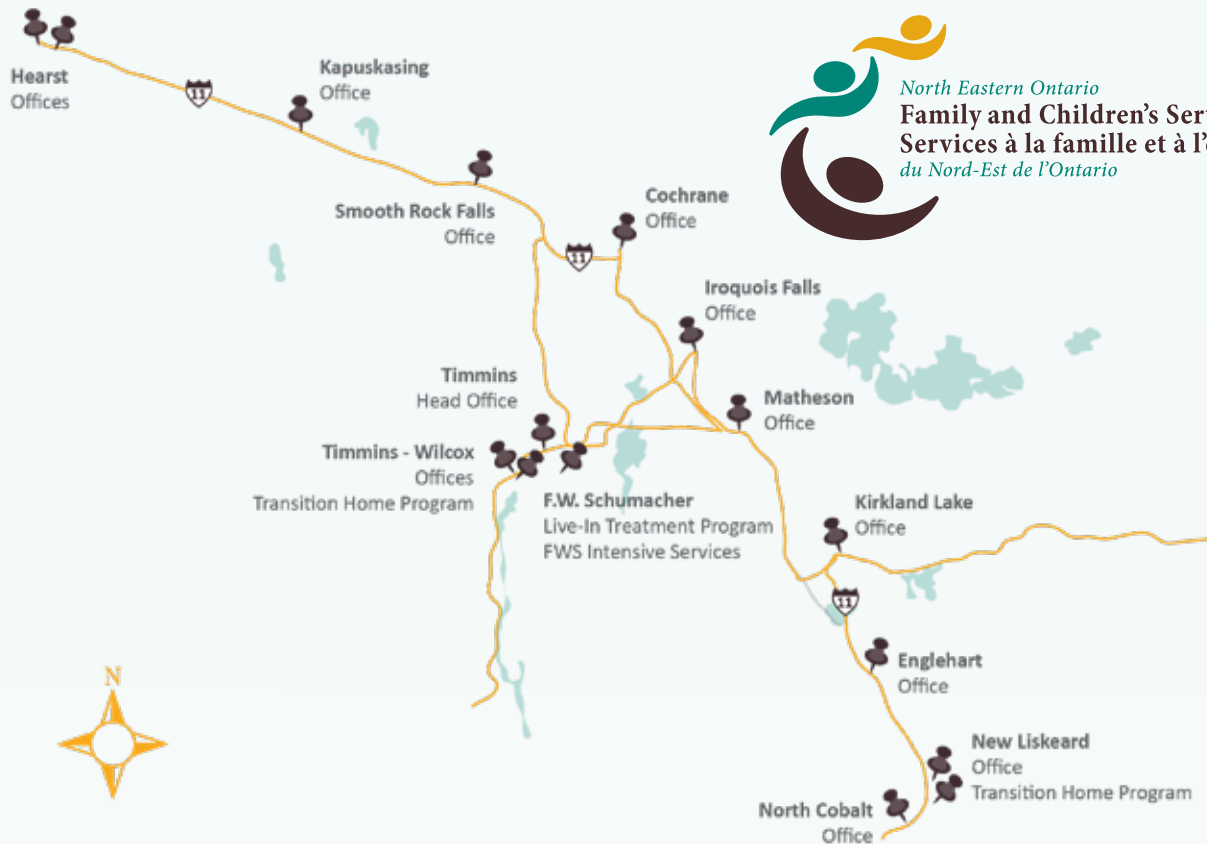 North Eastern Ontario
Family and Children's
Services à la famille et à
du Nord-Est de l'Ontario
Hearst
Offices
11
Kapuskasing
Office
Smooth Rock Falls
Office
Cochrane
Office
11
Iroquois Falls
Office
Timmins
Head Office
Matheson
Office
Timmins - Wilcox
Offices
Transition Home Program
F.W. Schumacher
Live-In Treatment Program
FWS Intensive Services
Kirkland Lake
Office
11
Englehart
Office
N
New Liskeard
Office
Transition Home Program
North Cobalt
Office